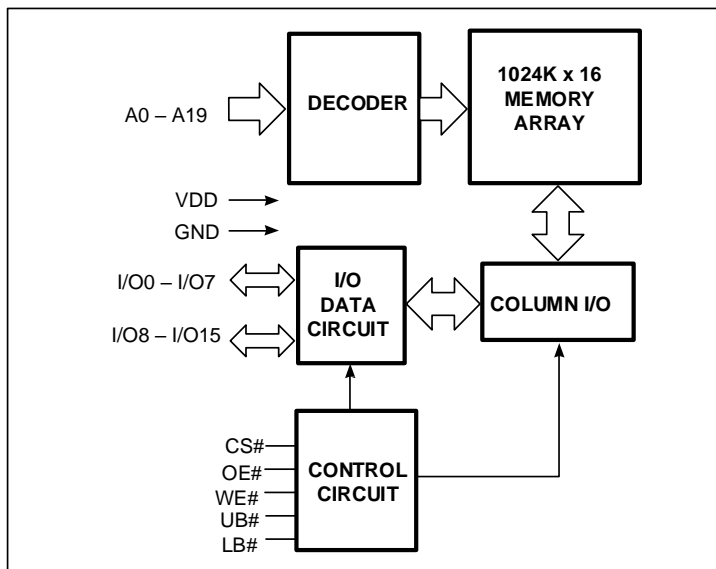 A0 – A19
DECODER
1024K x 16
MEMORY
ARRAY
VDD
GND
I/O0 – I/O7
I/O8 – I/O15
I/O
DATA
CIRCUIT
COLUMN I/O
CS#
OE#
WE#
UB#
LB#
CONTROL
CIRCUIT